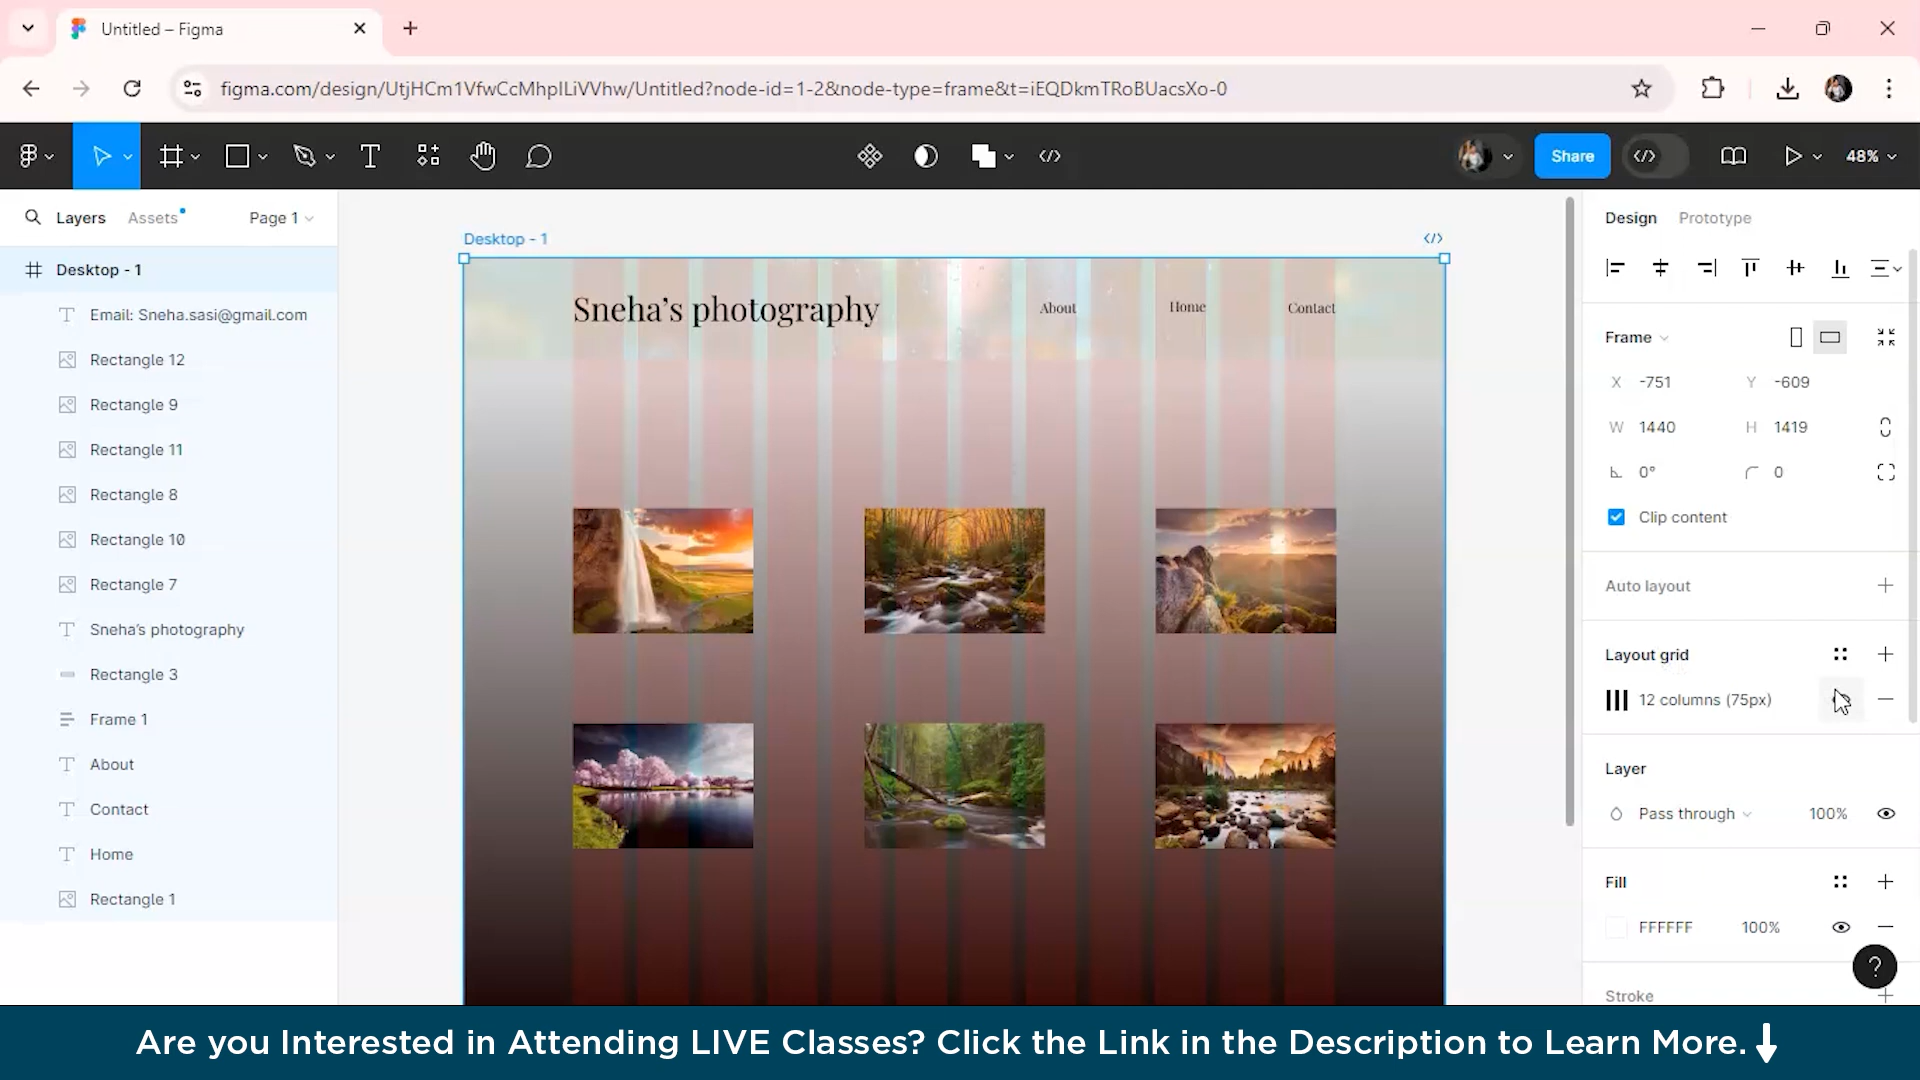 Untitled – Figma
figma.com/design/UtjHCm1VfwCcMhpILiVVhw/Untitled?node-id=1-2&node-type=frame&t=iEQDkmTRoBUacsXo-0
Share
48%
Layers
Assets
Page 1
Desktop - 1
Email: Sneha.sasi@gmail.com
Rectangle 12
Rectangle 9
Rectangle 11
Rectangle 8
Rectangle 10
Rectangle 7
Sneha's photography
Rectangle 3
Frame 1
About
Contact
Home
Rectangle 1
Desktop - 1
Sneha's photography
About
Home
Contact
Design
Prototype
Frame
X -751
Y -609
W 1440
H 1419
0°
0
Clip content
Auto layout
Layout grid
12 columns (75px)
Layer
Pass through
100%
Fill
FFFFFF
100%
?
Stroke
Are you Interested in Attending LIVE Classes? Click the Link in the Description to Learn More.